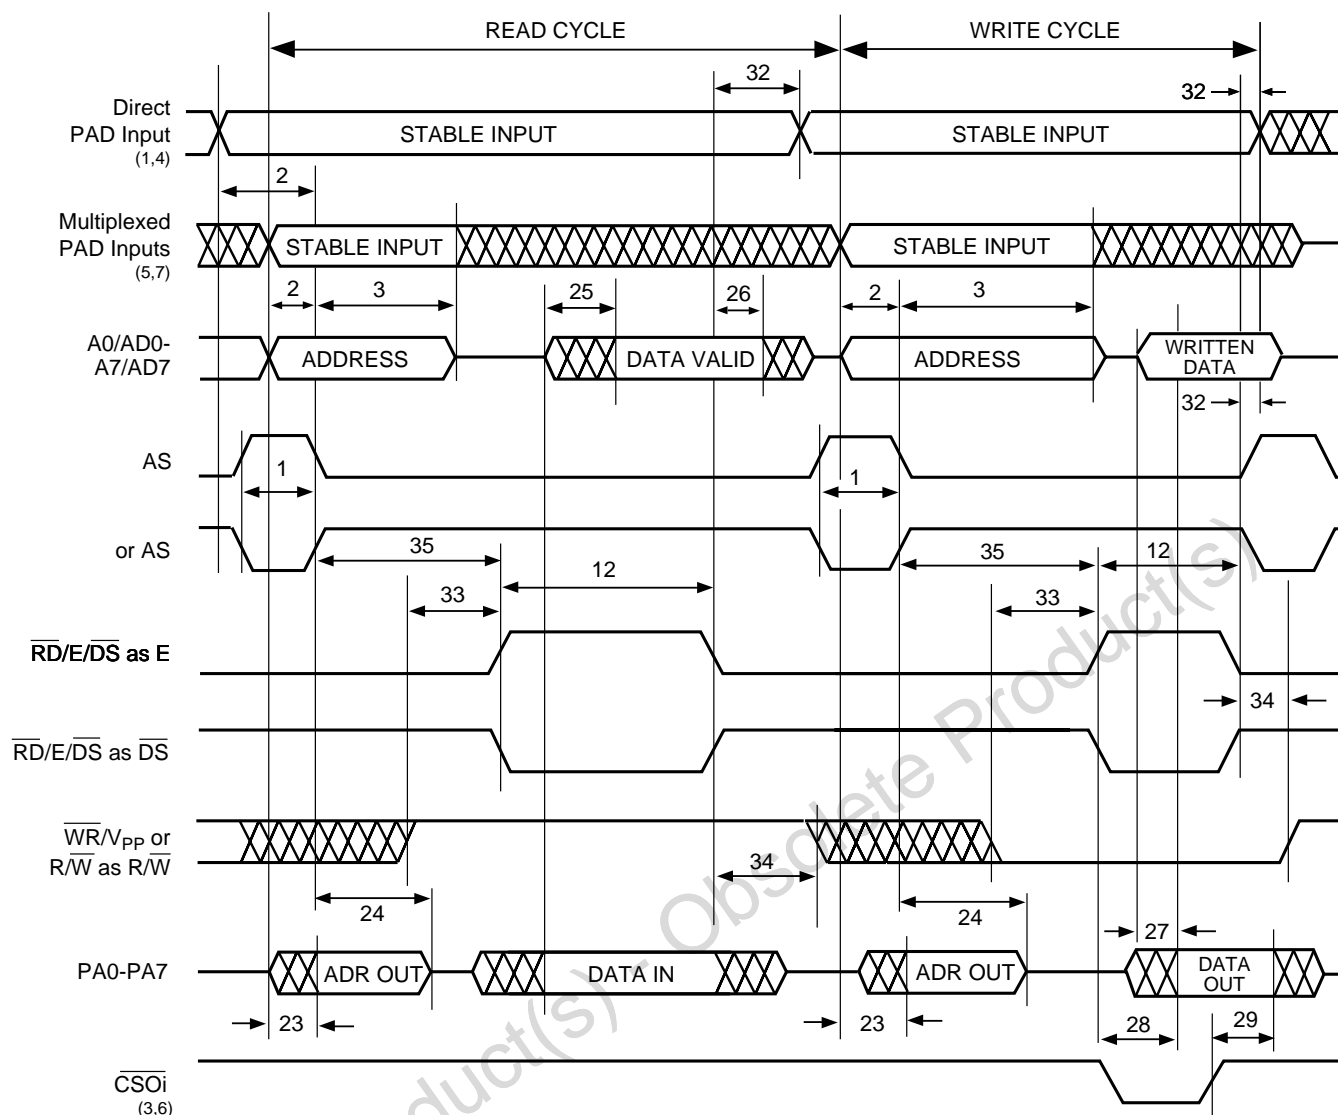 READ CYCLE
WRITE CYCLE
32
32
Direct
PAD Input
(1,4)
STABLE INPUT
STABLE INPUT
2
Multiplexed
PAD Inputs
(5,7)
STABLE INPUT
STABLE INPUT
2
3
25
26
2
3
A0/AD0-
A7/AD7
ADDRESS
DATA VALID
ADDRESS
WRITTEN
DATA
32
AS
1
1
or AS
35
12
35
12
33
33
RD/E/DS as E
34
RD/E/DS as DS
WR/VPP or
R/W as R/W
34
24
24
27
PA0-PA7
ADR OUT
DATA IN
ADR OUT
DATA
OUT
23
23
28
29
CSOi
(3,6)
duct(s) - Obsolete Product(s)